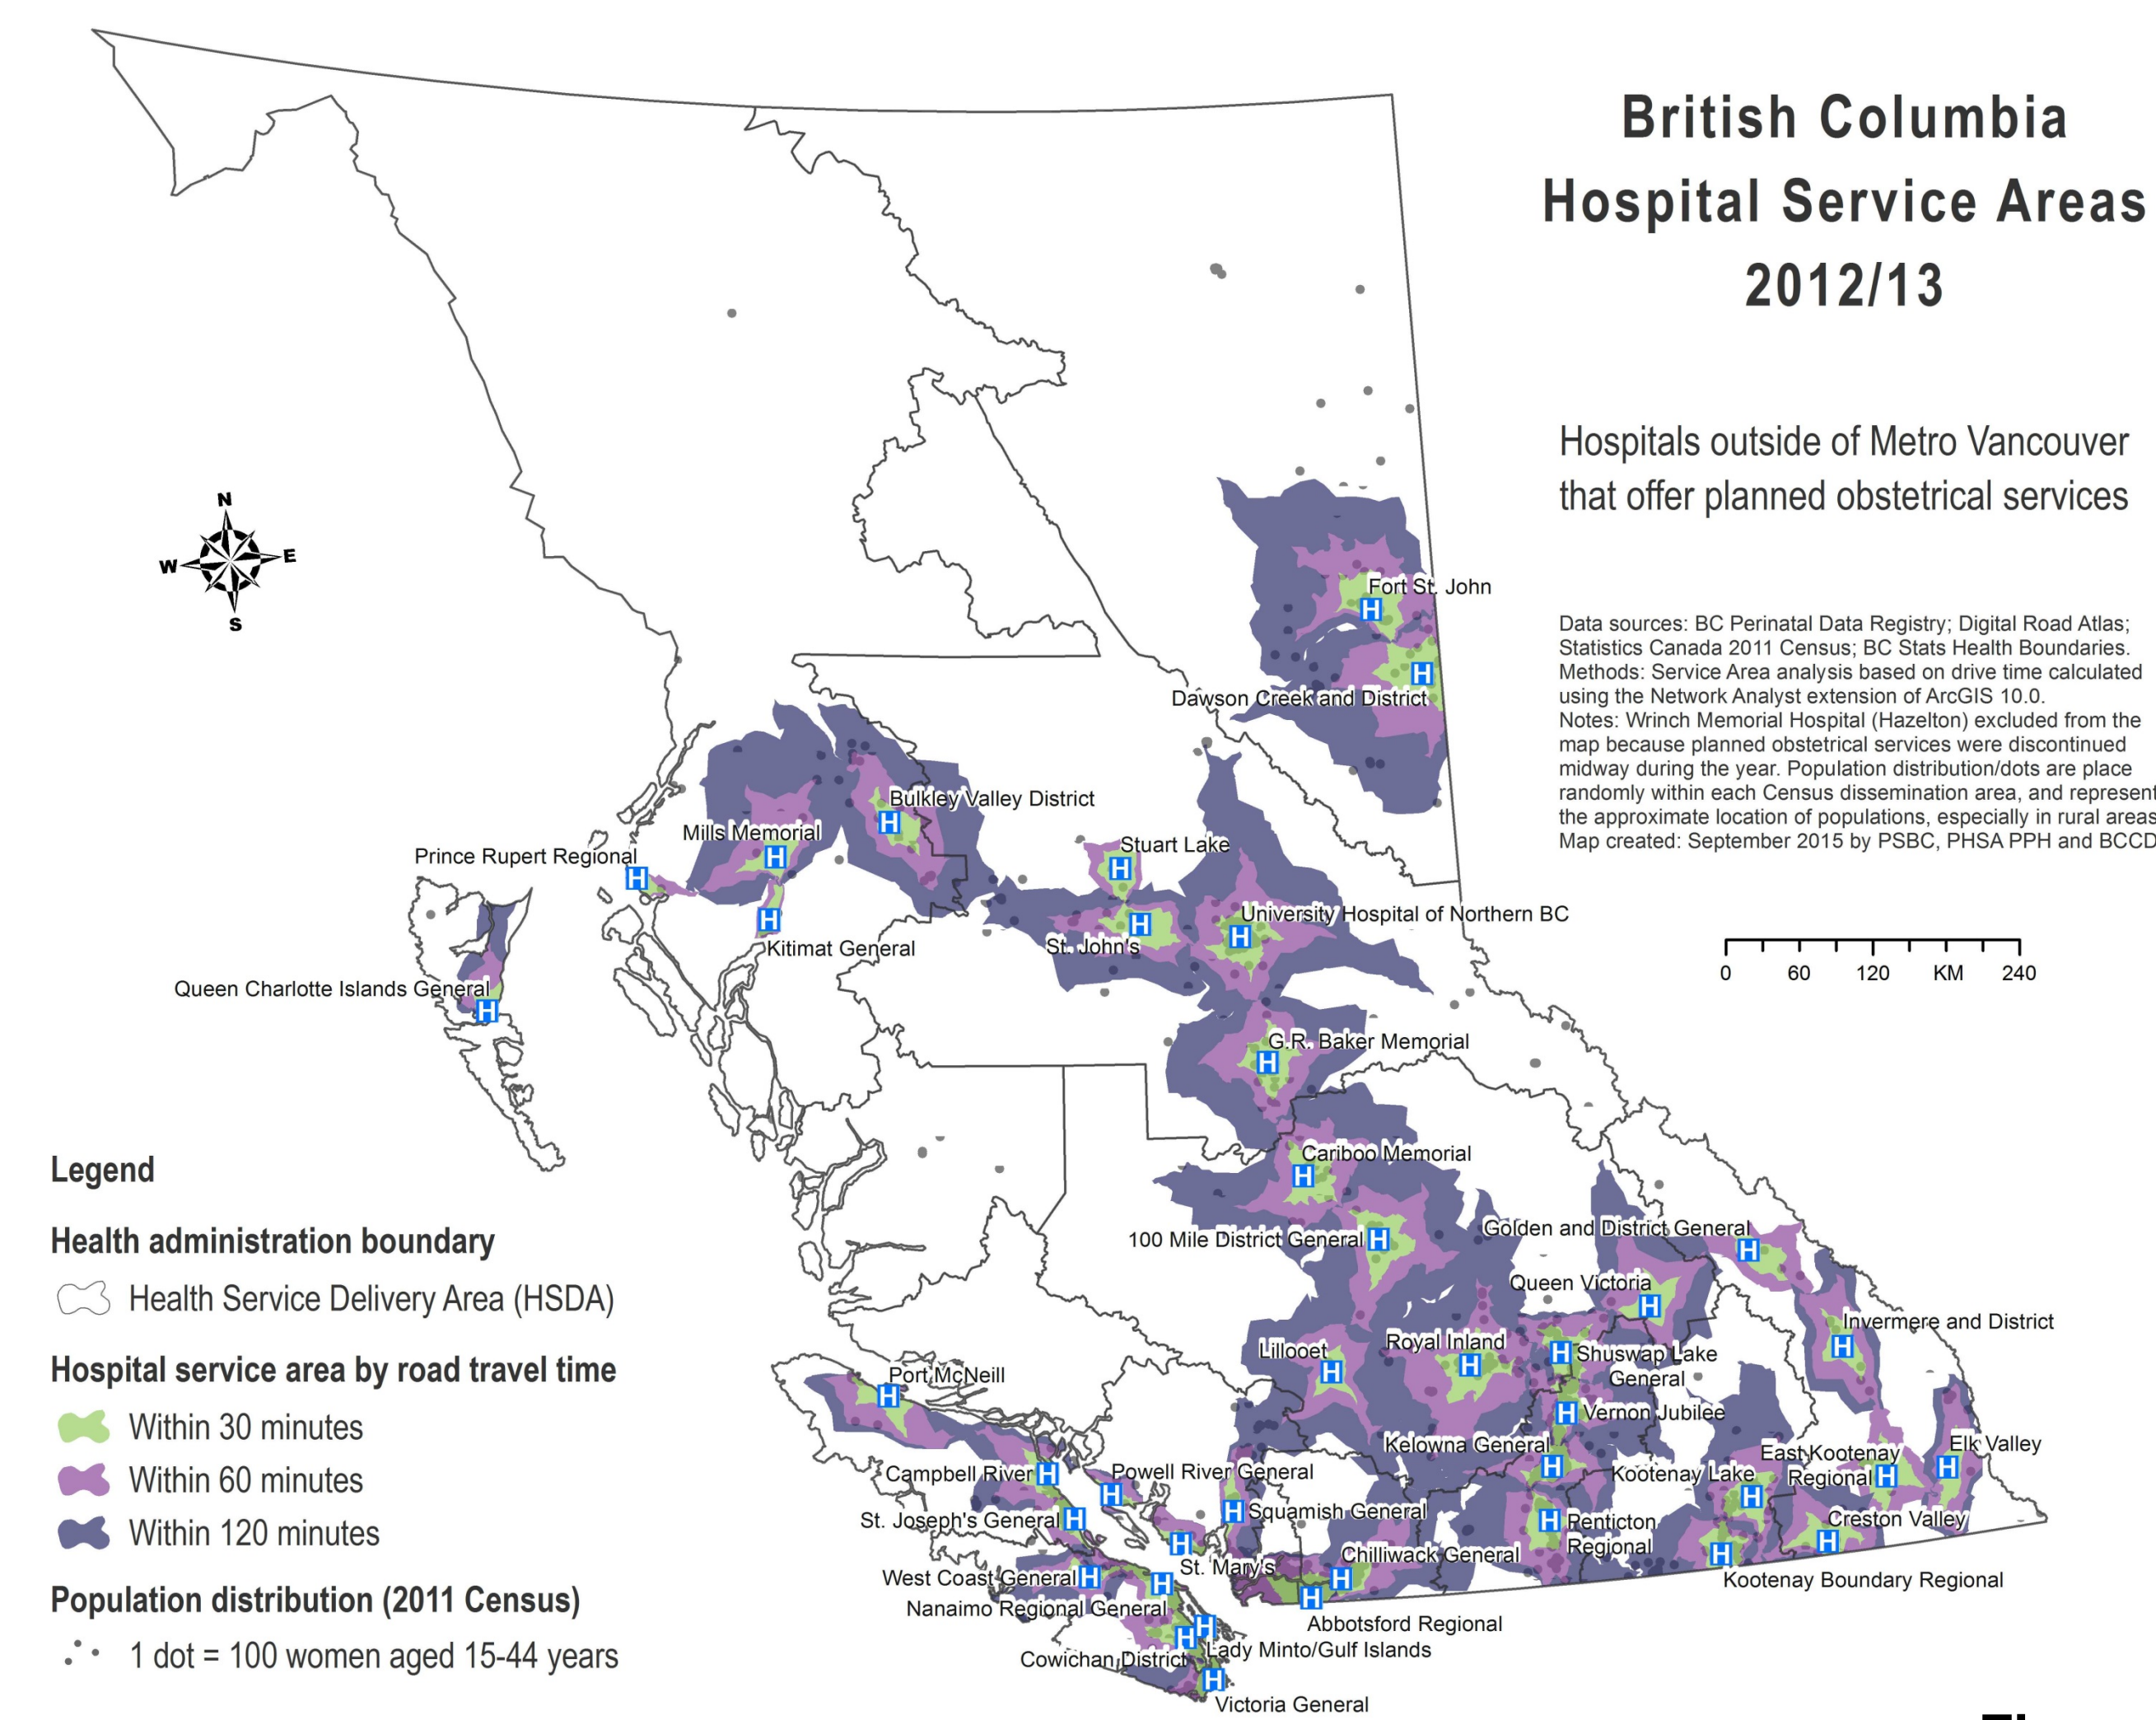 British Columbia
Hospital Service Areas
2012/13
Hospitals outside of Metro Vancouver
that offer planned obstetrical services
Data sources: BC Perinatal Data Registry; Digital Road Atlas;
Statistics Canada 2011 Census; BC Stats Health Boundaries.
Methods: Service Area analysis based on drive time calculated
using the Network Analyst extension of ArcGIS 10.0.
Notes: Wrinch Memorial Hospital (Hazelton) excluded from the
map because planned obstetrical services were discontinued
midway during the year. Population distribution/dots are place
randomly within each Census dissemination area, and represent
the approximate location of populations, especially in rural areas
Map created: September 2015 by PSBC, PHSA PPH and BCCD
N
W
E
S
0 60 120 KM 240
Fort St. John
H
H
Dawson Creek and District
Bulkley Valley District
H
Mills Memorial
H
Prince Rupert Regional
H
H
Kitimat General
Queen Charlotte Islands General
H
Stuart Lake
H
H
St. John's
University Hospital of Northern BC
H
G.R. Baker Memorial
H
Cariboo Memorial
H
100 Mile District General H
Golden and District General
H
Queen Victoria
H
Invermere and District
H
Lillooet
H
Royal Inland
H
H Shuswap Lake
General
H Vernon Jubilee
Kelowna General
H
Port McNeill
H
Campbell River H
Powell River General
H
St. Joseph's General H
H Squamish General
H
St. Mary's
West Coast General H
H
Nanaimo Regional General
Chilliwack General
H
H
Abbotsford Regional
H
H
Lady Minto/Gulf Islands
Cowichan District
H
Victoria General
H Penticton
Regional
Kootenay Lake
H
East Kootenay
Regional H
Elk Valley
H
Creston Valley
H
H
Kootenay Boundary Regional
Legend
Health administration boundary
Health Service Delivery Area (HSDA)
Hospital service area by road travel time
Within 30 minutes
Within 60 minutes
Within 120 minutes
Population distribution (2011 Census)
1 dot = 100 women aged 15-44 years